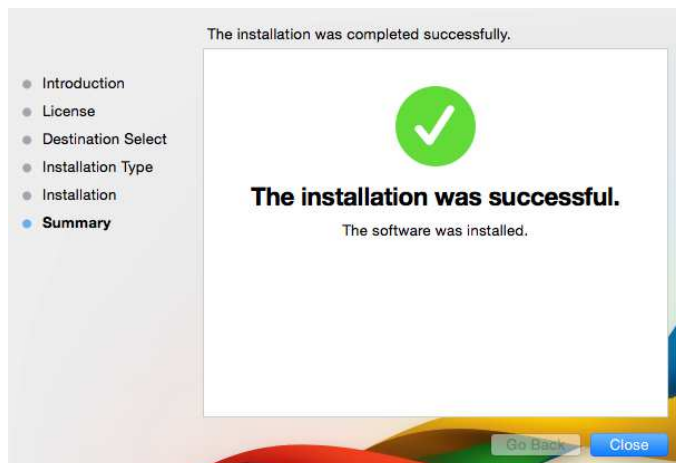 The installation was completed successfully.
Introduction
License
Destination Select
Installation Type
Installation
Summary
The installation was successful.
The software was installed.
Go Back
Close